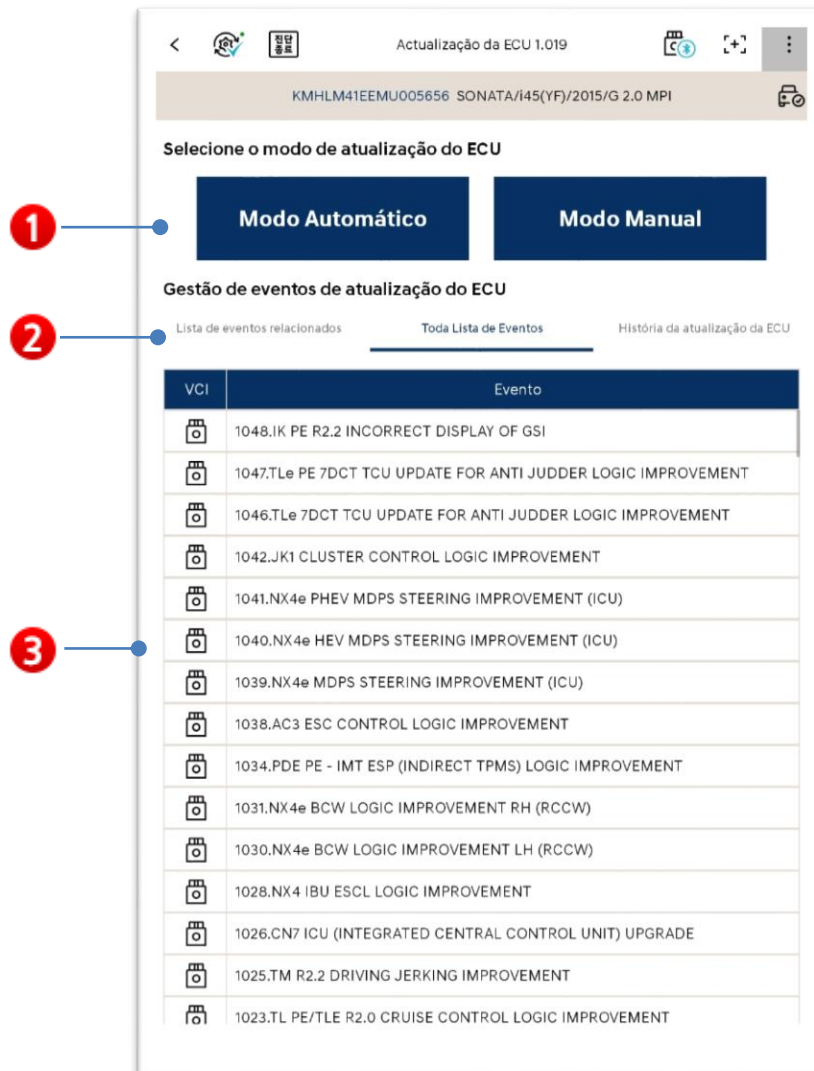 진단
종료
Actualização da ECU 1.019
KMHLM41EEMU005656 SONATA/i45(YF)/2015/G 2.0 MPI
Selecione o modo de atualização do ECU
1
Modo Automático
Modo Manual
Gestão de eventos de atualização do ECU
2
Lista de eventos relacionados
Toda Lista de Eventos
História da atualização da ECU
VCI Evento
1048.IK PE R2.2 INCORRECT DISPLAY OF GSI
1047.TLe PE 7DCT TCU UPDATE FOR ANTI JUDDER LOGIC IMPROVEMENT
1046.TLe 7DCT TCU UPDATE FOR ANTI JUDDER LOGIC IMPROVEMENT
1042.JK1 CLUSTER CONTROL LOGIC IMPROVEMENT
1041.NX4e PHEV MDPS STEERING IMPROVEMENT (ICU)
3
1040.NX4e HEV MDPS STEERING IMPROVEMENT (ICU)
1039.NX4e MDPS STEERING IMPROVEMENT (ICU)
1038.AC3 ESC CONTROL LOGIC IMPROVEMENT
1034.PDE PE - IMT ESP (INDIRECT TPMS) LOGIC IMPROVEMENT
1031.NX4e BCW LOGIC IMPROVEMENT RH (RCCW)
1030.NX4e BCW LOGIC IMPROVEMENT LH (RCCW)
1028.NX4 IBU ESCL LOGIC IMPROVEMENT
1026.CN7 ICU (INTEGRATED CENTRAL CONTROL UNIT) UPGRADE
1025.TM R2.2 DRIVING JERKING IMPROVEMENT
1023.TL PE/TLE R2.0 CRUISE CONTROL LOGIC IMPROVEMENT